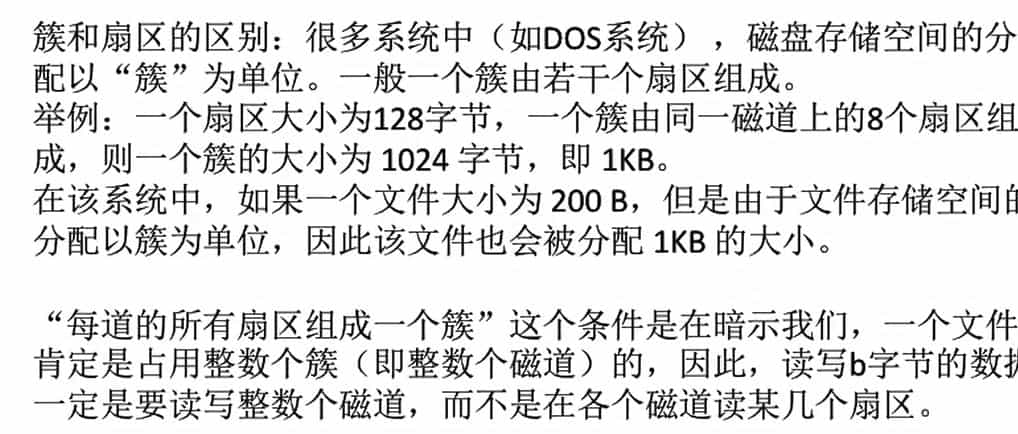 簇和扇区的区别：很多系统中（如DOS系统），磁盘存储空间的分
配以“簇”为单位。一般一个簇由若干个扇区组成。
举例：一个扇区大小为128字节，一个簇由同一磁道上的8个扇区组
成，则一个簇的大小为 1024 字节，即 1KB。
在该系统中，如果一个文件大小为 200 B，但是由于文件存储空间的
分配以簇为单位，因此该文件也会被分配 1KB 的大小。
“每道的所有扇区组成一个簇”这个条件是在暗示我们，一个文件
肯定是占用整数个簇（即整数个磁道）的，因此，读写b字节的数据
一定是要读写整数个磁道，而不是在各个磁道读某几个扇区。